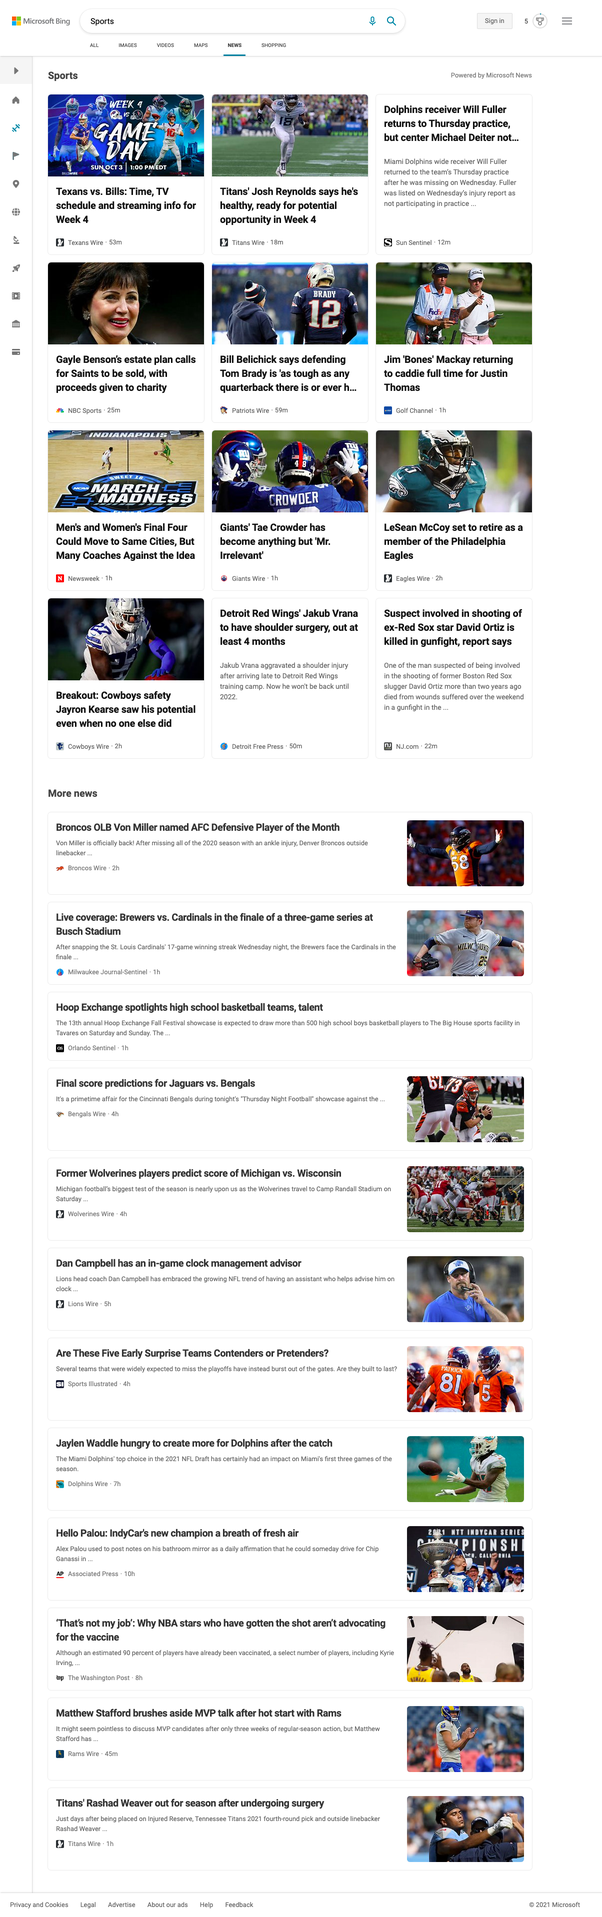 Microsoft Bing
Sports
Sign in
5
ALL
IMAGES
VIDEOS
MAPS
NEWS
SHOPPING
Sports
Powered by Microsoft News
WEEK 4
GAME
DAY
SUN OCT 3 | 1:00 PM EDT
Texans vs. Bills: Time, TV
schedule and streaming info for
Week 4
Texans Wire · 53m
18
Titans' Josh Reynolds says he's
healthy, ready for potential
opportunity in Week 4
Titans Wire · 18m
Dolphins receiver Will Fuller
returns to Thursday practice,
but center Michael Deiter not...
Miami Dolphins wide receiver Will Fuller
returned to the team's Thursday practice
after he was missing on Wednesday. Fuller
was listed on Wednesday's injury report as
not participating in practice ...
Sun Sentinel · 12m
Gayle Benson's estate plan calls
for Saints to be sold, with
proceeds given to charity
NBC Sports · 25m
BRADY
12
Bill Belichick says defending
Tom Brady is 'as tough as any
quarterback there is or ever h...
Patriots Wire · 59m
FedEx
Jim 'Bones' Mackay returning
to caddie full time for Justin
Thomas
Golf Channel · 1h
INDIANAPOLIS
SWEET 16
MARCH
MADNESS
Men's and Women's Final Four
Could Move to Same Cities, But
Many Coaches Against the Idea
Newsweek · 1h
48
CROWDER
Giants' Tae Crowder has
become anything but 'Mr.
Irrelevant'
Giants Wire · 1h
LeSean McCoy set to retire as a
member of the Philadelphia
Eagles
Eagles Wire · 2h
27
Breakout: Cowboys safety
Jayron Kearse saw his potential
even when no one else did
Cowboys Wire · 2h
Detroit Red Wings' Jakub Vrana
to have shoulder surgery, out at
least 4 months
Jakub Vrana aggravated a shoulder injury
after arriving late to Detroit Red Wings
training camp. Now he won't be back until
2022.
Detroit Free Press · 50m
Suspect involved in shooting of
ex-Red Sox star David Ortiz is
killed in gunfight, report says
One of the man suspected of being involved
in the shooting of former Boston Red Sox
slugger David Ortiz more than two years ago
died from wounds suffered over the weekend
in a gunfight in the ...
NJ.com · 22m
More news
Broncos OLB Von Miller named AFC Defensive Player of the Month
Von Miller is officially back! After missing all of the 2020 season with an ankle injury, Denver Broncos outside
linebacker ...
Broncos Wire · 2h
58
Live coverage: Brewers vs. Cardinals in the finale of a three-game series at
Busch Stadium
After snapping the St. Louis Cardinals' 17-game winning streak Wednesday night, the Brewers face the Cardinals in the
finale ...
Milwaukee Journal-Sentinel · 1h
Hoop Exchange spotlights high school basketball teams, talent
The 13th annual Hoop Exchange Fall Festival showcase is expected to draw more than 500 high school boys basketball players to The Big House sports facility in
Tavares on Saturday and Sunday. The ...
Orlando Sentinel · 1h
Final score predictions for Jaguars vs. Bengals
It's a primetime affair for the Cincinnati Bengals during tonight's "Thursday Night Football" showcase against the ...
Bengals Wire · 4h
73
Former Wolverines players predict score of Michigan vs. Wisconsin
Michigan football's biggest test of the season is nearly upon us as the Wolverines travel to Camp Randall Stadium on
Saturday ...
Wolverines Wire · 4h
Dan Campbell has an in-game clock management advisor
Lions head coach Dan Campbell has embraced the growing NFL trend of having an assistant who helps advise him on
clock ...
Lions Wire · 5h
Are These Five Early Surprise Teams Contenders or Pretenders?
Several teams that were widely expected to miss the playoffs have instead burst out of the gates. Are they built to last?
Sports Illustrated · 4h
81
5
Jaylen Waddle hungry to create more for Dolphins after the catch
The Miami Dolphins' top choice in the 2021 NFL Draft has certainly had an impact on Miami's first three games of the
season.
Dolphins Wire · 7h
Hello Palou: IndyCar's new champion a breath of fresh air
Alex Palou used to post notes on his bathroom mirror as a daily affirmation that he could someday drive for Chip
Ganassi in ...
AP Associated Press · 10h
2021 NTT INDYCAR SERIES
'That's not my job': Why NBA stars who have gotten the shot aren't advocating
for the vaccine
Although an estimated 90 percent of players have already been vaccinated, a select number of players, including Kyrie
Irving, ...
The Washington Post · 8h
Matthew Stafford brushes aside MVP talk after hot start with Rams
It might seem pointless to discuss MVP candidates after only three weeks of regular-season action, but Matthew
Stafford has ...
Rams Wire · 45m
Titans' Rashad Weaver out for season after undergoing surgery
Just days after being placed on Injured Reserve, Tennessee Titans 2021 fourth-round pick and outside linebacker
Rashad Weaver ...
Titans Wire · 1h
Privacy and Cookies
Legal
Advertise
About our ads
Help
Feedback
© 2021 Microsoft